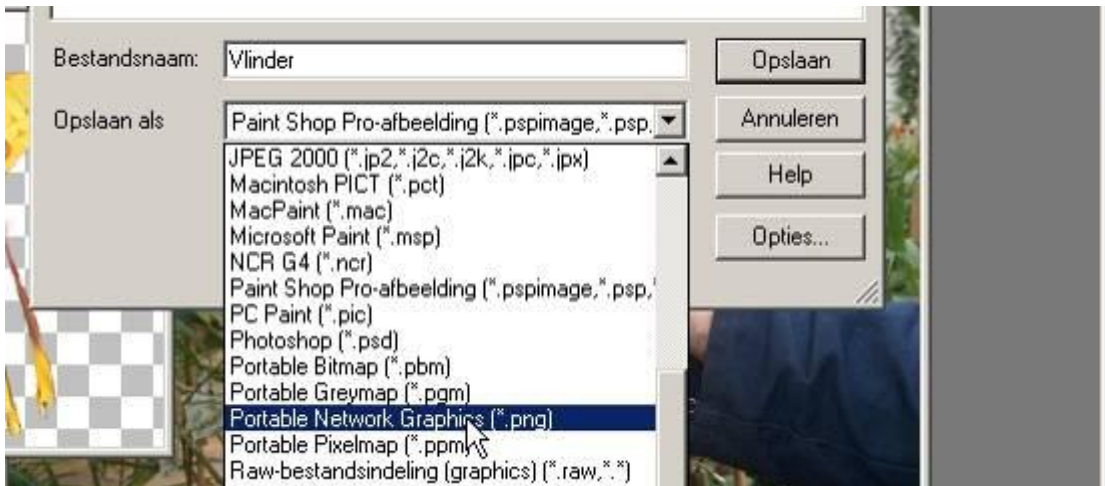 Bestandsnaam: Vlinder Opslaan
Opslaan als Paint Shop Pro-afbeelding (*.pspimage,*.psp, Annuleren
JPEG 2000 (*.jp2,*.j2c,*.j2k,*.jpc,*.jpx)
Macintosh PICT (*.pct) Help
MacPaint (*.mac)
Microsoft Paint (*.msp) Opties...
NCR G4 (*.ncr)
Paint Shop Pro-afbeelding (*.pspimage,*.psp,
PC Paint (*.pic)
Photoshop (*.psd)
Portable Bitmap (*.pbm)
Portable Greymap (*.pgm)
Portable Network Graphics (*.png)
Portable Pixelmap (*.ppm
Raw-bestandsindeling (graphics) (*.raw,*.*)